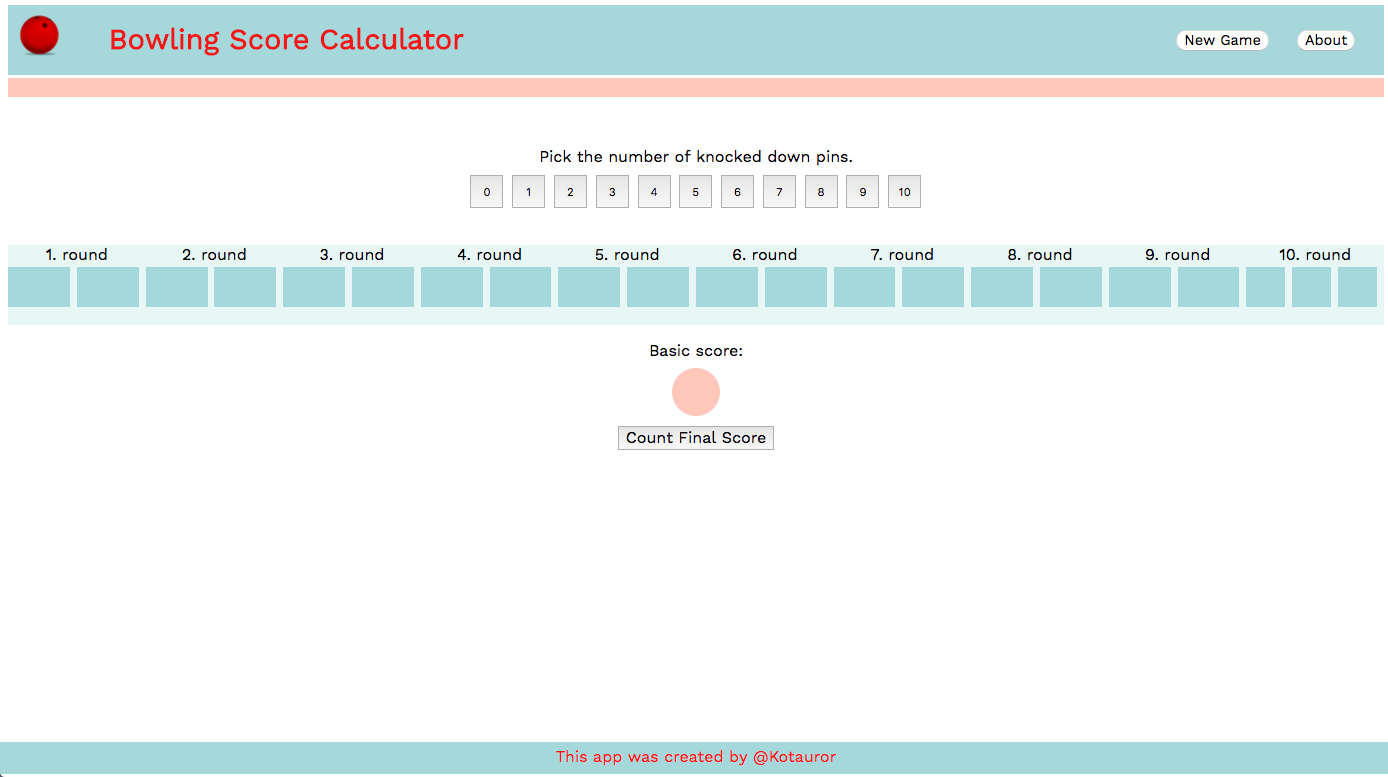 Bowling Score Calculator
New Game About
Pick the number of knocked down pins.
0 1 2 3 4 5 6 7 8 9 10
1. round 2. round 3. round 4. round 5. round 6. round 7. round 8. round 9. round 10. round
Basic score:
Count Final Score
This app was created by @Kotauror